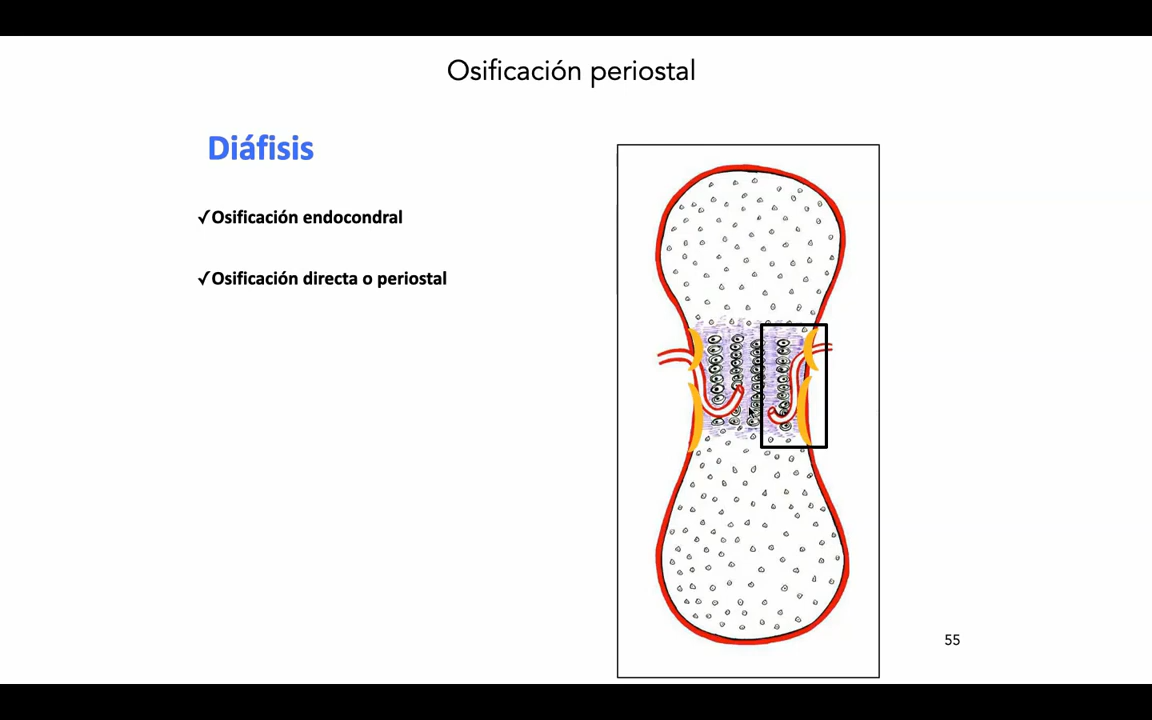 Osificación periostal
Diáfisis
✓Osificación endocondral
✓Osificación directa o periostal
55